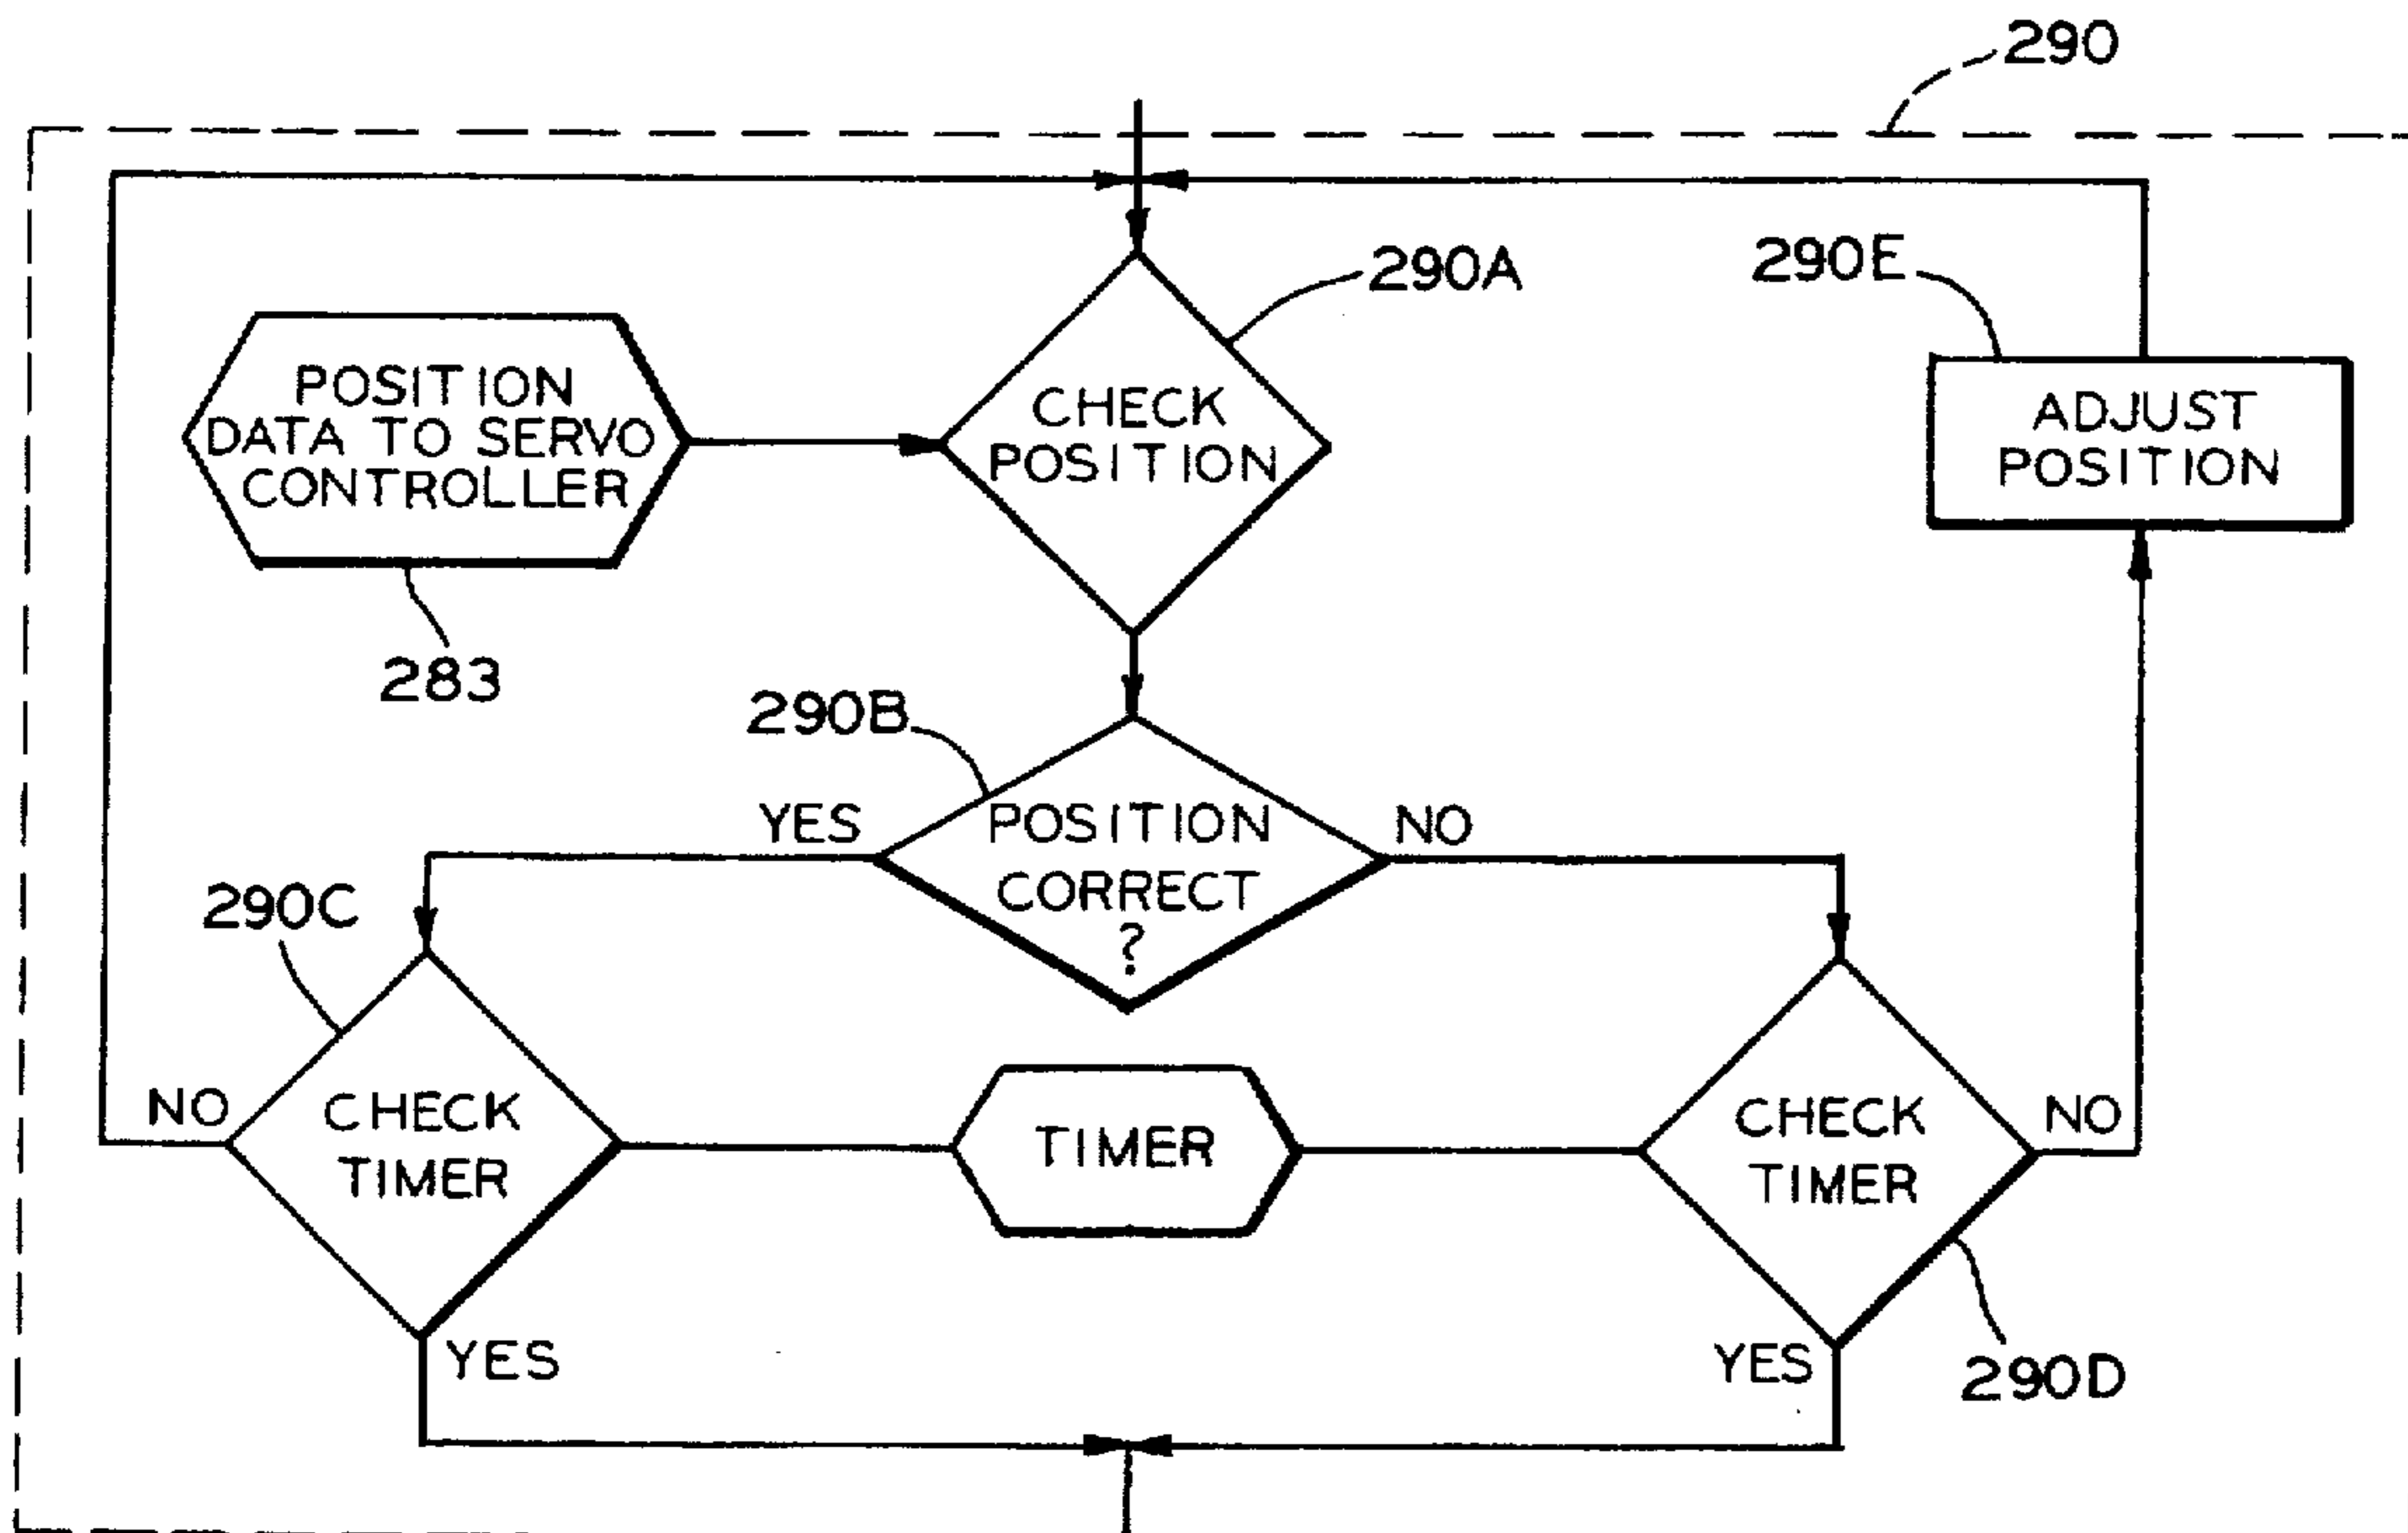 290
290A
290E
POSITION
DATA TO SERVO
CONTROLLER
CHECK
POSITION
ADJUST
POSITION
283
290B
YES
POSITION
CORRECT
?
NO
290C
NO
CHECK
TIMER
TIMER
CHECK
TIMER
NO
YES
YES
290D